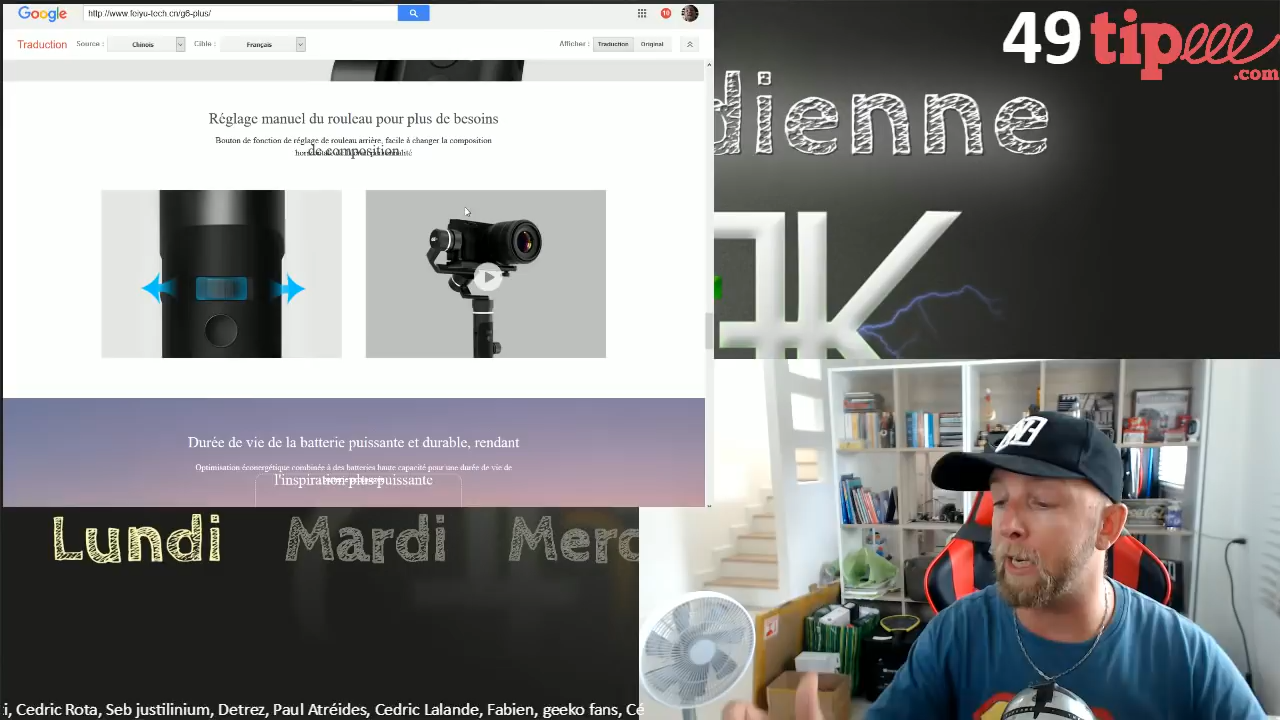 Google
http://www.feiyu-tech.cn/g6-plus/
10
Traduction
Source :
Chinois
Cible :
Français
Afficher :
Traduction
Original
Réglage manuel du rouleau pour plus de besoins
Bouton de fonction de réglage de rouleau arrière, facile à changer la composition
de composition
Durée de vie de la batterie puissante et durable, rendant
Optimisation écoénergétique combinée à des batteries haute capacité pour une durée de vie de
l'inspiration plus puissante
49 tipeee
.com
dienne
Lundi
Mardi
Merc
i, Cedric Rota, Seb justilinium, Detrez, Paul Atréides, Cedric Lalande, Fabien, geeko fans, Cé